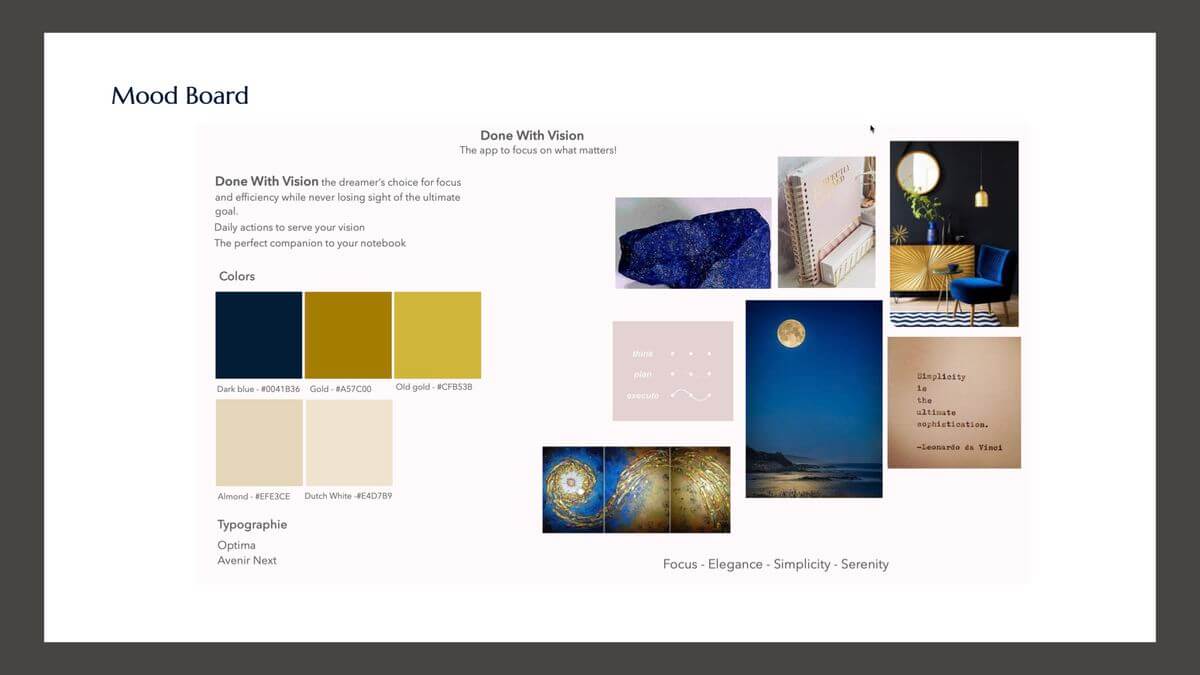 Mood Board
Done With Vision
The app to focus on what matters!
Done With Vision the dreamer's choice for focus
and efficiency while never losing sight of the ultimate
goal.
Daily actions to serve your vision
The perfect companion to your notebook
Colors
Dark blue - #0041B36
Gold - #A57C00
Old gold - #CFB53B
Almond - #EFE3CE
Dutch White -#E4D7B9
Typographie
Optima
Avenir Next
think
plan
execute
Simplicity
is
the
ultimate
sophistication.
—Leonardo da Vinci
Focus - Elegance - Simplicity - Serenity